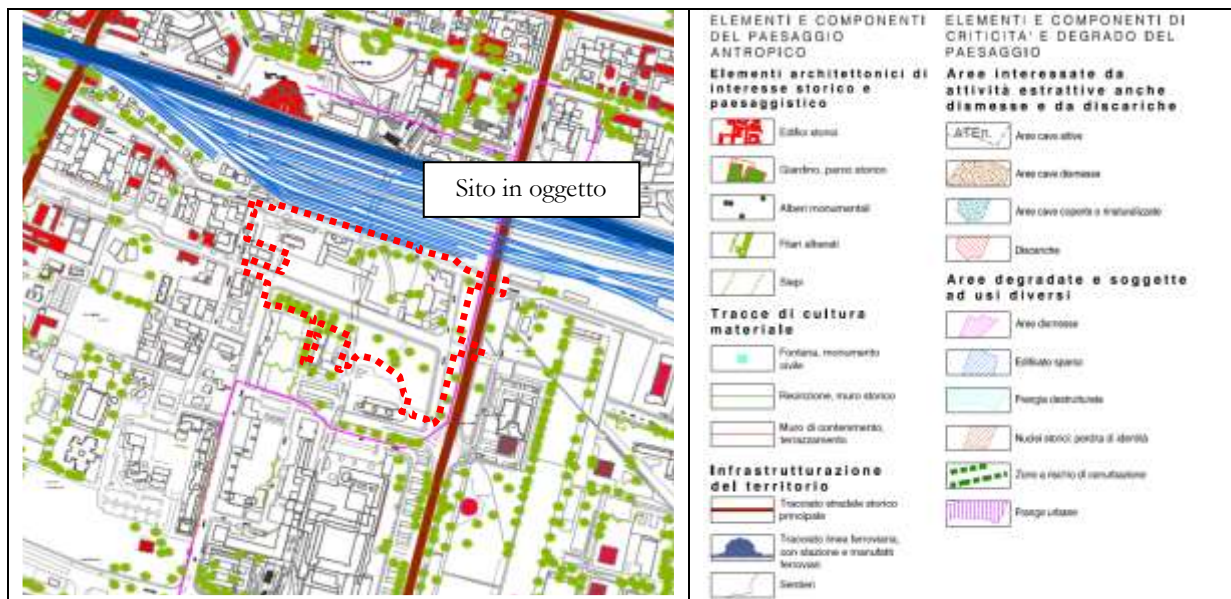 Sito in oggetto
ELEMENTI E COMPONENTI
DEL PAESAGGIO
ANTROPICO
Elementi architettonici di
interesse storico e
paesaggistico
Edifici storici
Giardino, parco storico
Alberi monumentali
Filari alberati
Siepi
Tracce di cultura
materiale
Fontana, monumento
civile
Recinzione, muro storico
Muro di contenimento,
terrazzamento
Infrastrutturazione
del territorio
Tracciato stradale storico
principale
Tracciato linea ferroviaria,
con stazione e manufatti
ferroviari
Sentieri
ELEMENTI E COMPONENTI DI
CRITICITA' E DEGRADO DEL
PAESAGGIO
Aree interessate da
attività estrattive anche
dismesse e da discariche
ATEn.
Aree cave attive
Aree cave dismesse
Aree cave coperte o rinaturalizzate
Discariche
Aree degradate e soggette
ad usi diversi
Aree dismesse
Edificato sparso
Frangia destrutturata
Nuclei storici: perdita di identità
Zone a rischio di conurbazione
Frange urbane